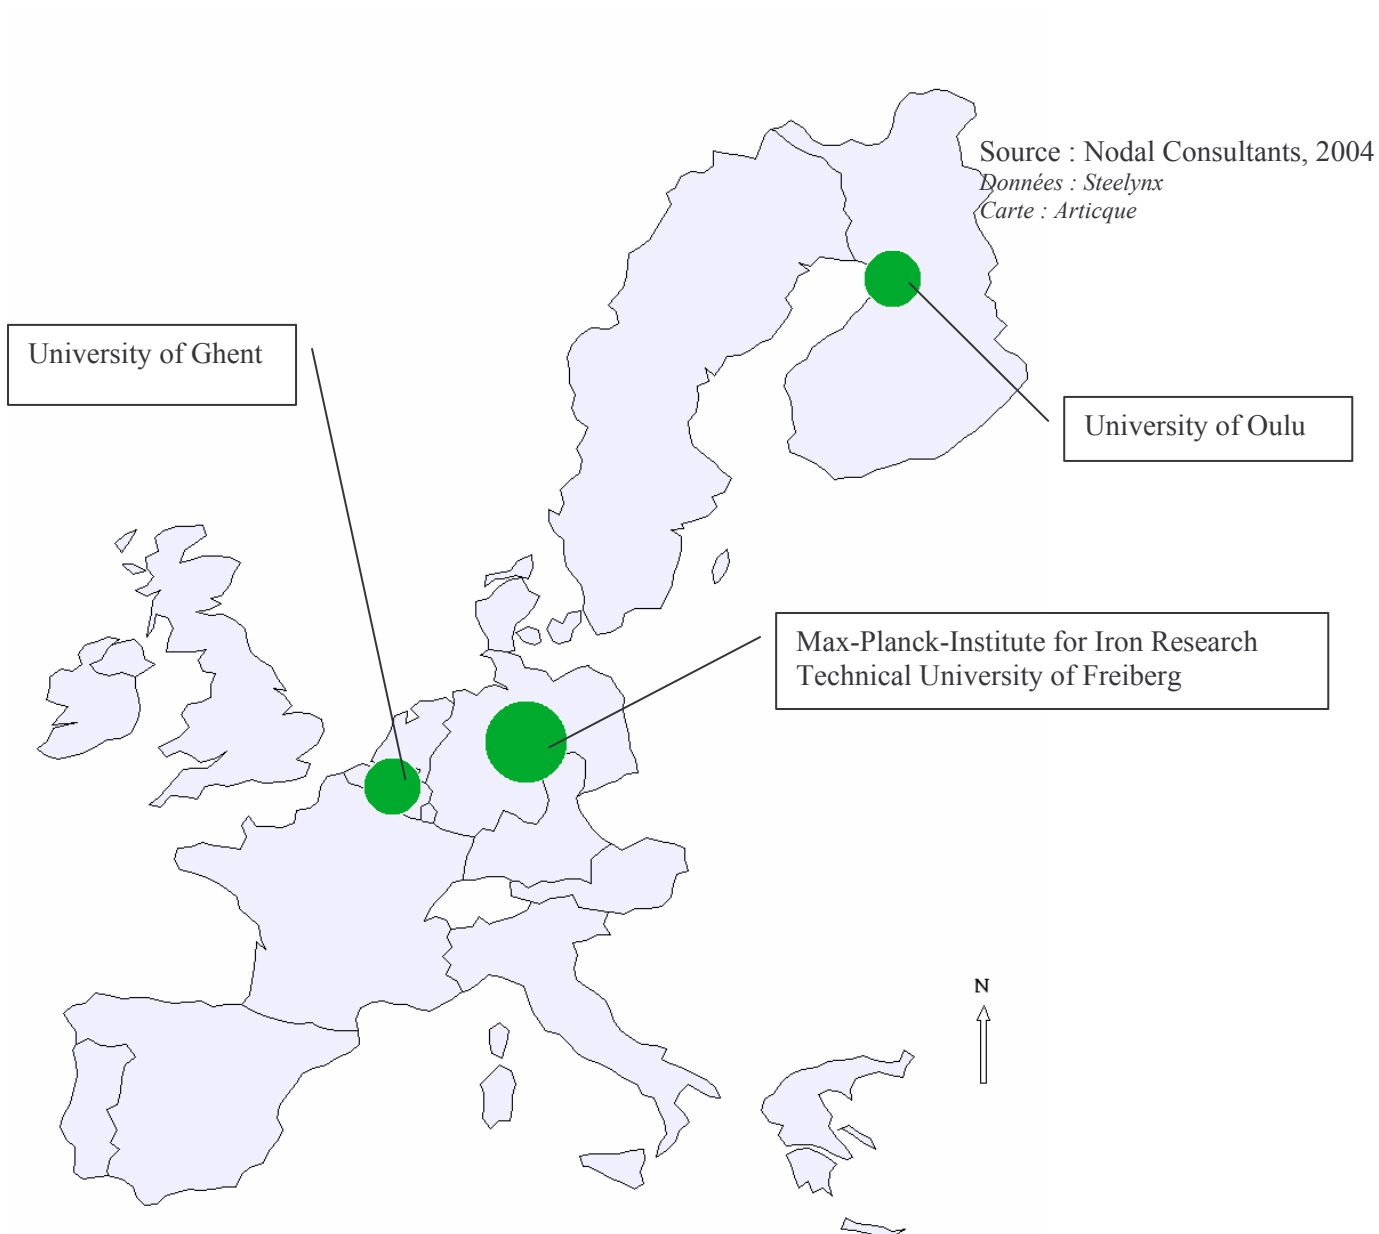 Source : Nodal Consultants, 2004
Données : Steelynx
Carte : Articque
University of Ghent
University of Oulu
Max-Planck-Institute for Iron Research
Technical University of Freiberg
N